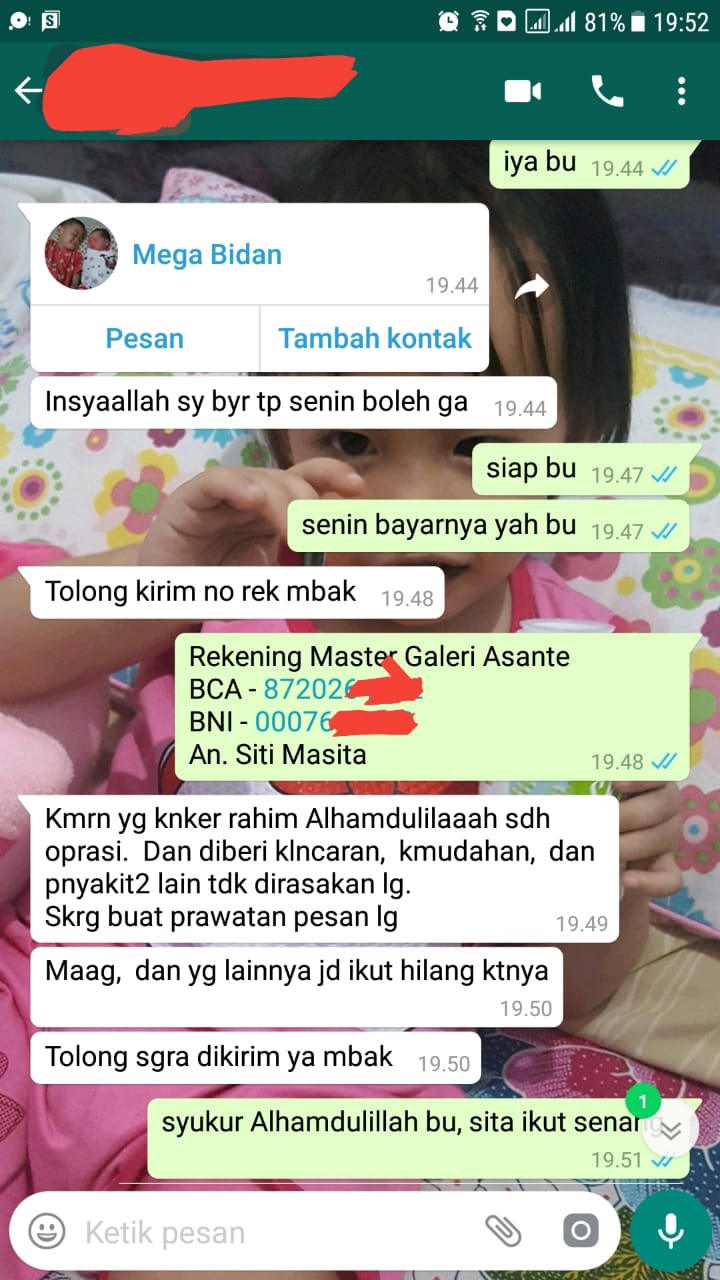 81% 19:52
iya bu 19.44
Mega Bidan
19.44
Pesan Tambah kontak
Insyaallah sy byr tp senin boleh ga 19.44
siap bu 19.47
senin bayarnya yah bu 19.47
Tolong kirim no rek mbak 19.48
Rekening Master Galeri Asante
BCA - 872026
BNI - 00076
An. Siti Masita 19.48
Kmrn yg knker rahim Alhamdulilaaah sdh
oprasi. Dan diberi klncaran, kmudahan, dan
pnyakit2 lain tdk dirasakan lg.
Skrg buat prawatan pesan lg 19.49
Maag, dan yg lainnya jd ikut hilang ktnya
19.50
Tolong sgra dikirim ya mbak 19.50
1
syukur Alhamdulillah bu, sita ikut senang
19.51
Ketik pesan